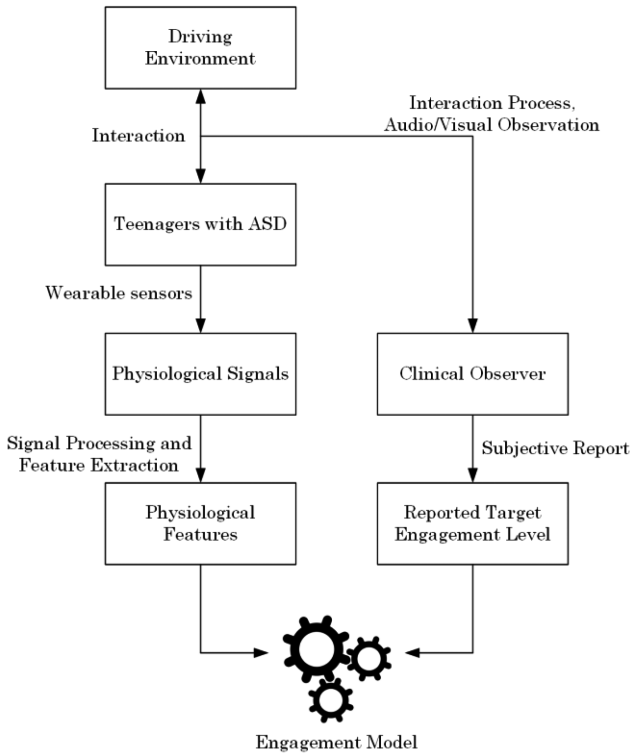 Driving
Environment
Interaction Process,
Audio/Visual Observation
Interaction
Teenagers with ASD
Wearable sensors
Physiological Signals
Clinical Observer
Signal Processing and
Feature Extraction
Subjective Report
Physiological
Features
Reported Target
Engagement Level
Engagement Model